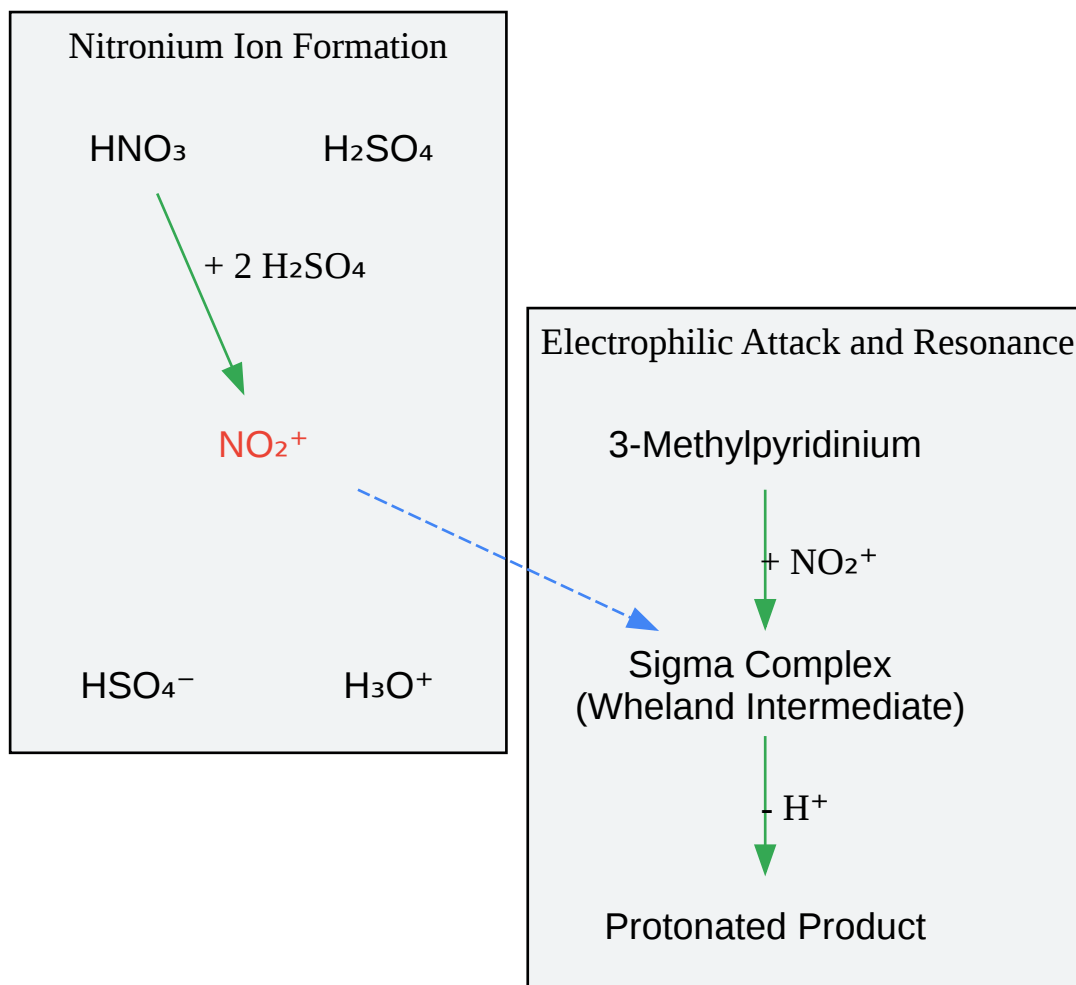 Nitronium Ion Formation
HNO₃
H₂SO₄
+ 2 H₂SO₄
NO₂⁺
HSO₄⁻
H₃O⁺
Electrophilic Attack and Resonance
3-Methylpyridinium
+ NO₂⁺
Sigma Complex
(Wheland Intermediate)
- H⁺
Protonated Product